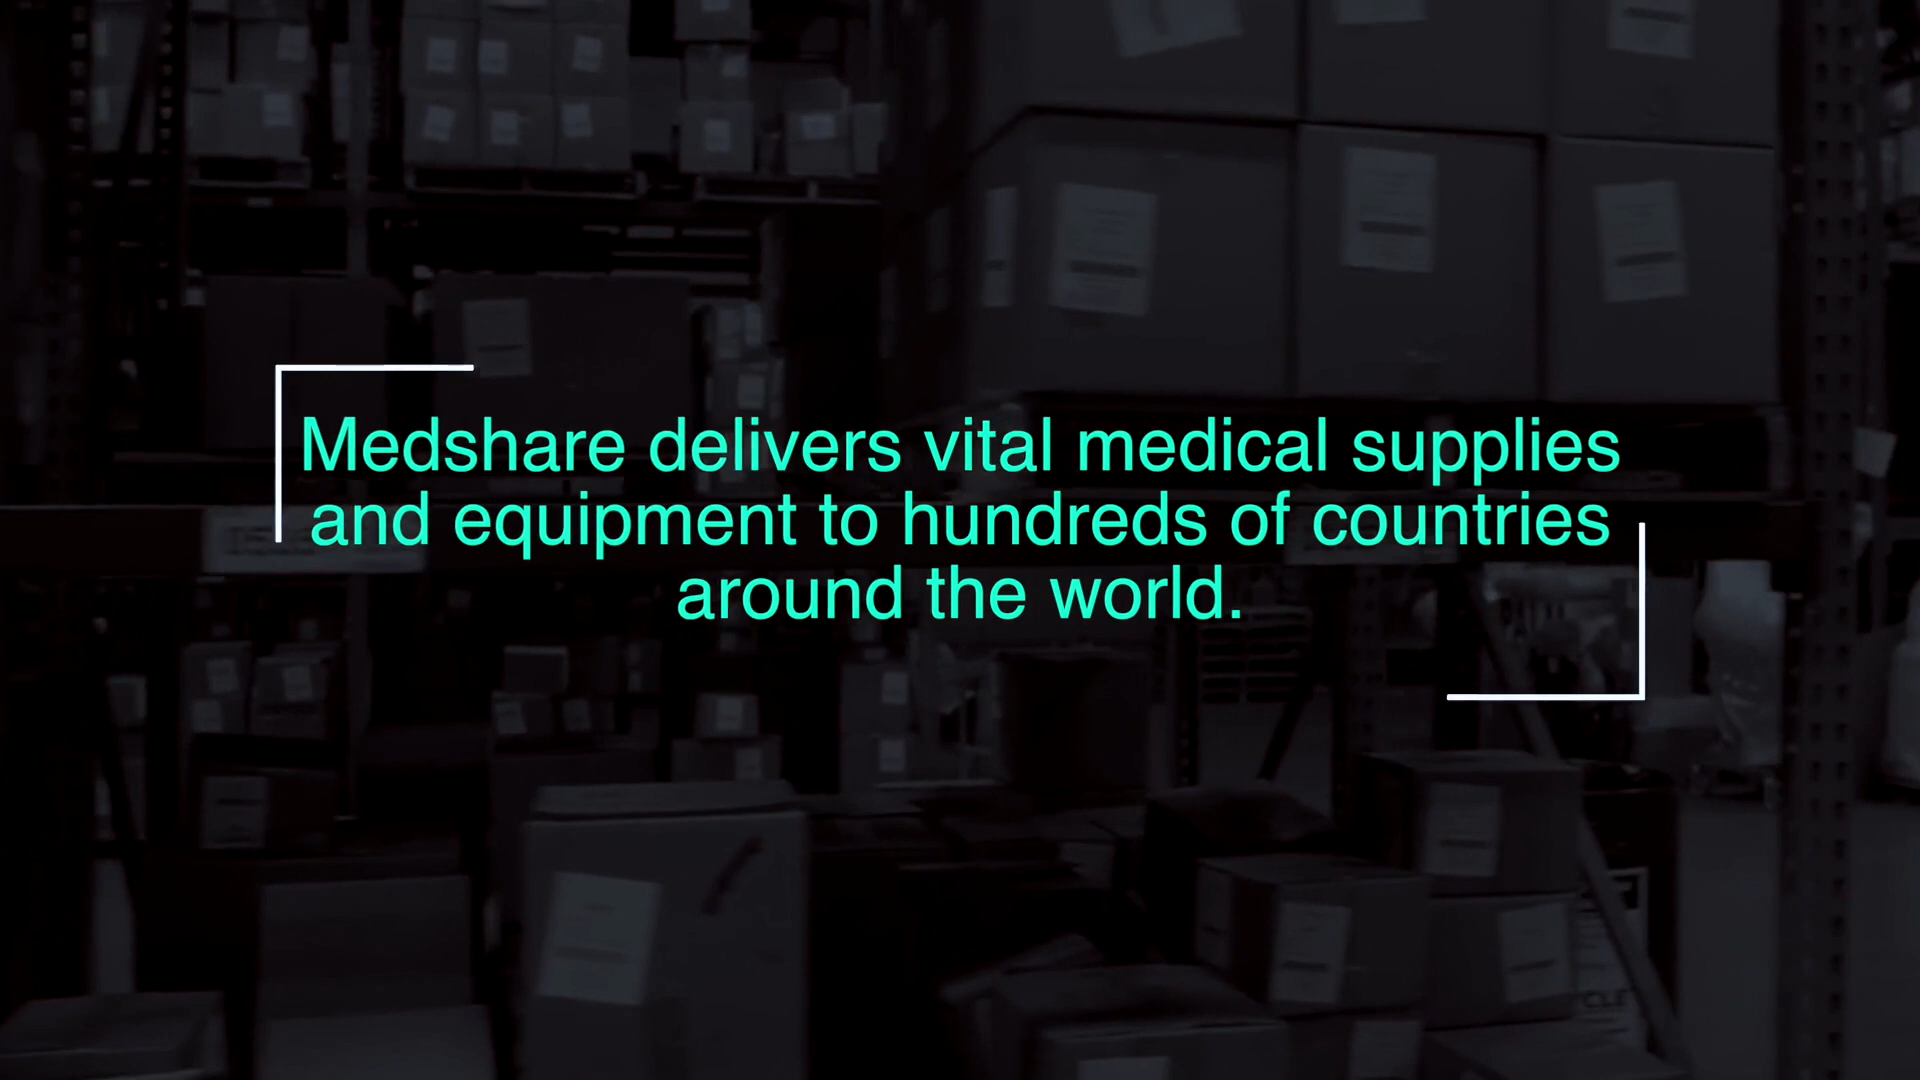 Medshare delivers vital medical supplies
and equipment to hundreds of countries
around the world.